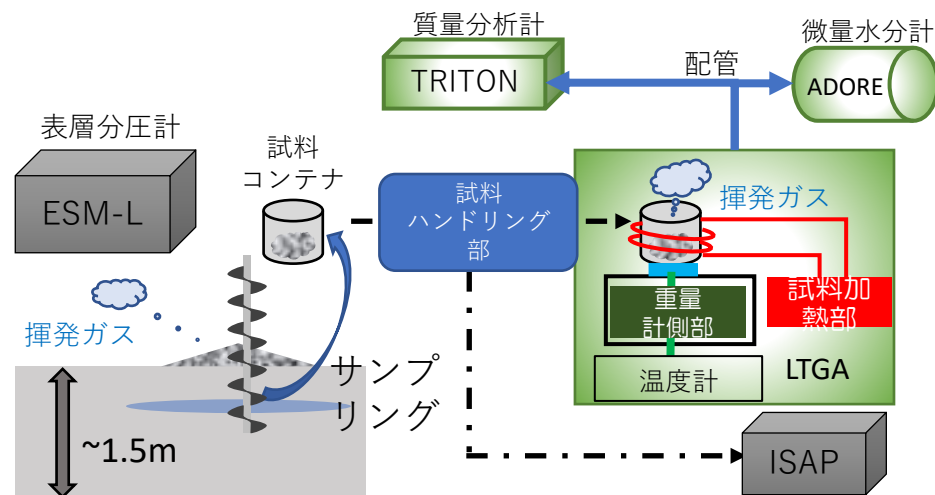 質量分析計
TRITON
微量水分計
ADORE
配管
表層分圧計
ESM-L
試料
コンテナ
試料
ハンドリング
部
揮発ガス
重量
計測部
試料加
熱部
温度計
LTGA
揮発ガス
サンプ
リング
~1.5m
ISAP